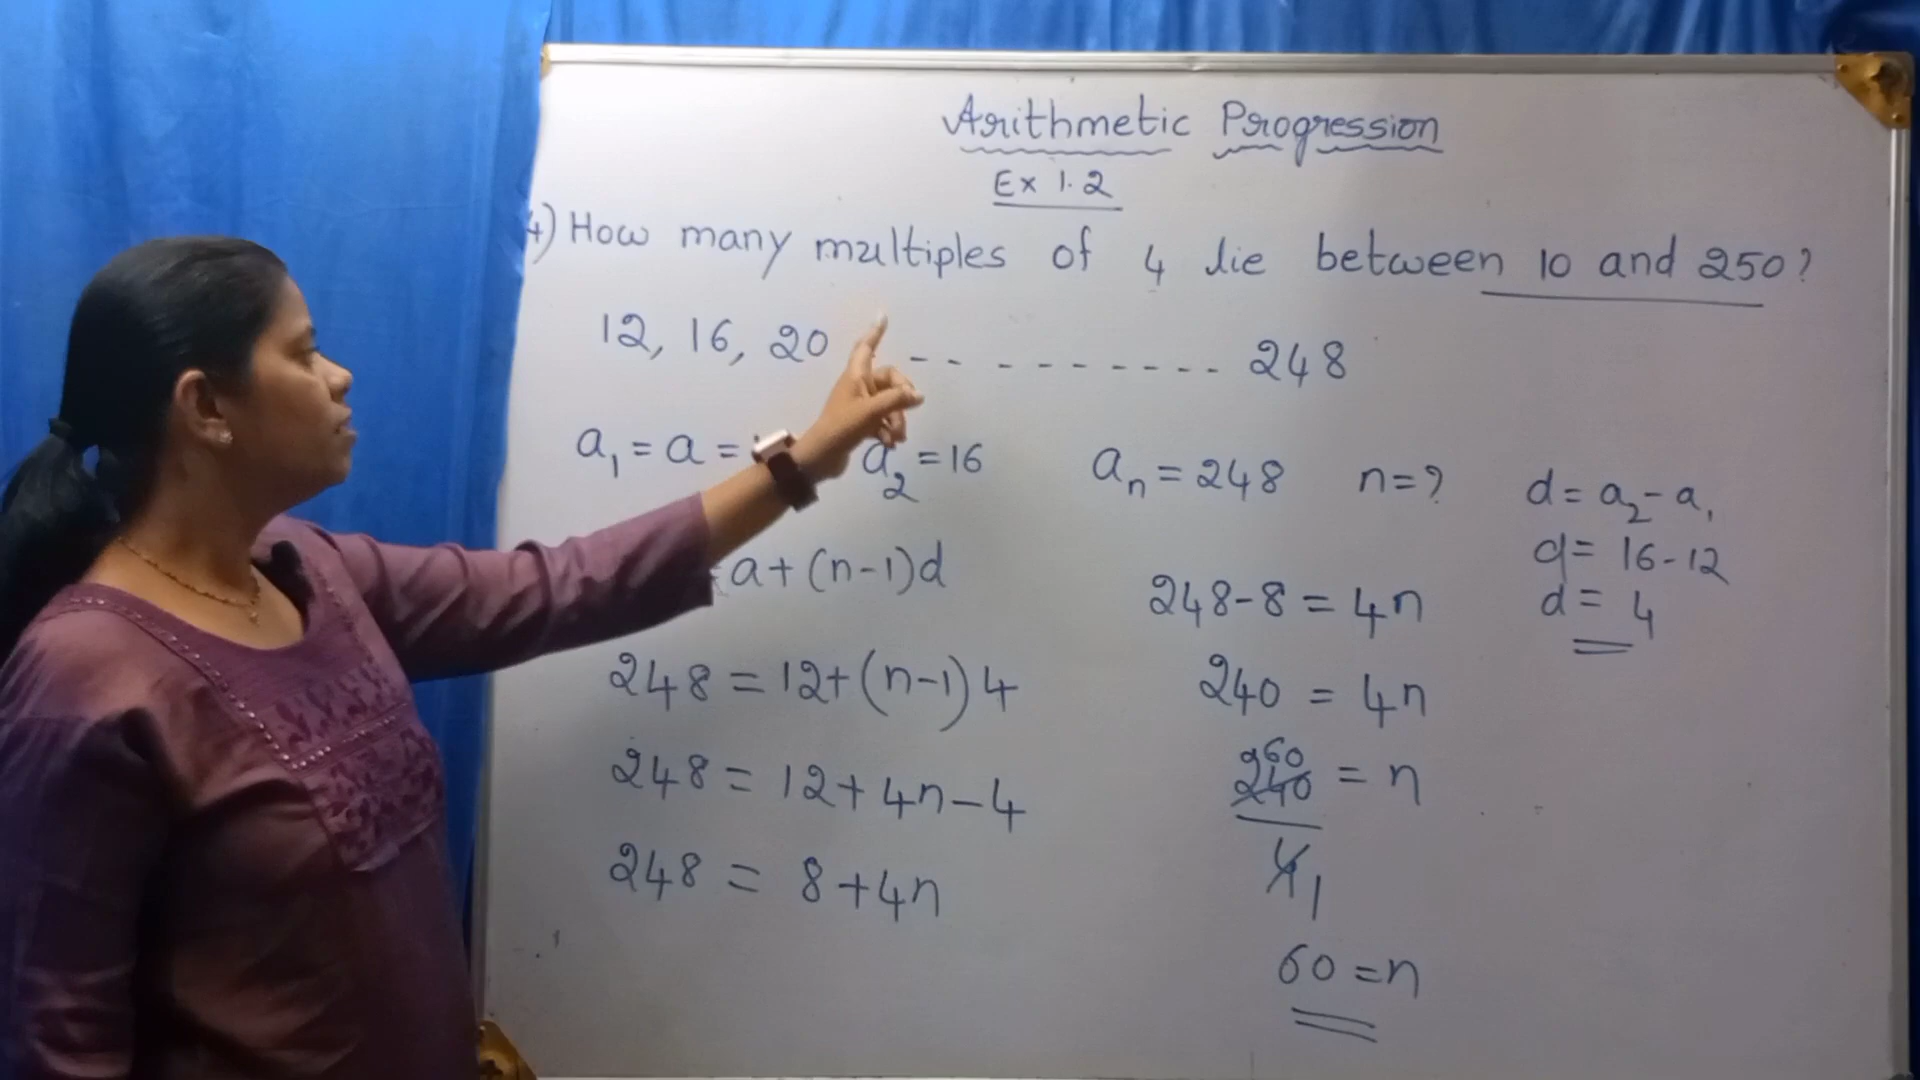 Arithmetic Progression
Ex 1.2
4) How many multiples of 4 lie between 10 and 250?
12, 16, 20 - - - - - - - - - 248
a₁ = a = a₂ = 16 aₙ = 248 n = ?
a + (n-1)d
248 = 12 + (n-1) 4
248 = 12 + 4n - 4
248 = 8 + 4n
248 - 8 = 4n
240 = 4n
60
240 = n
4 1
60 = n
d = a₂ - a₁
d = 16 - 12
d = 4